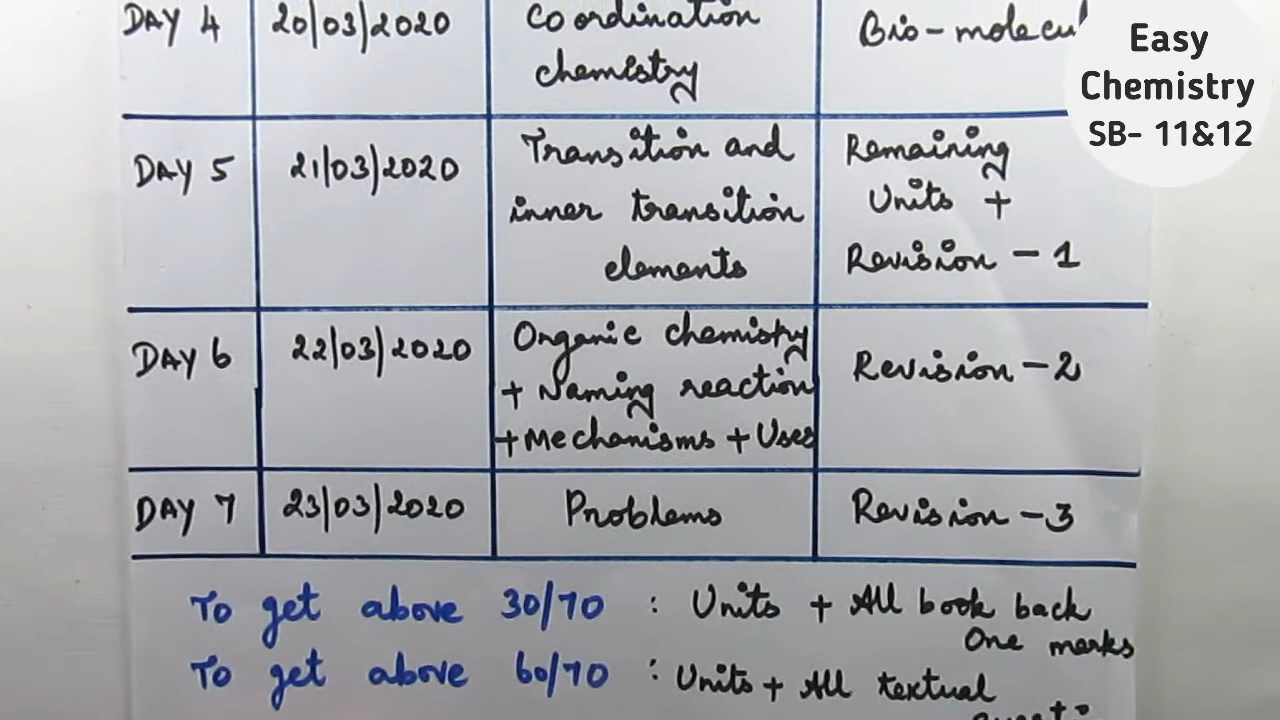 DAY 4 20/03/2020 Coordination
chemistry
Easy
Chemistry
SB- 11&12
DAY 5 21/03/2020 Transition and
inner transition
elements
Remaining
Units +
Revision - 1
DAY 6 22/03/2020 Organic chemistry
+ Naming reaction
+ Mechanisms + Uses
Revision - 2
DAY 7 23/03/2020 Problems Revision - 3
To get above 30/70 : Units + All book back
One marks
To get above 60/70 : Units + All textual